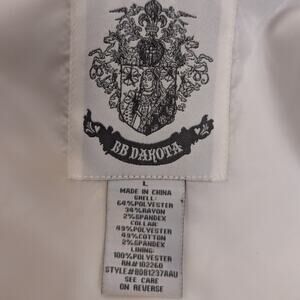 BB DAKOTA
L
MADE IN CHINA
SHELL:
64%POLYESTER
34%RAYON
2%SPANDEX
COLLAR:
49%POLYESTER
49%COTTON
2%SPANDEX
LINING:
100%POLYESTER
RN#102260
STYLE#BDB1237AAU
SEE CARE
ON REVERSE